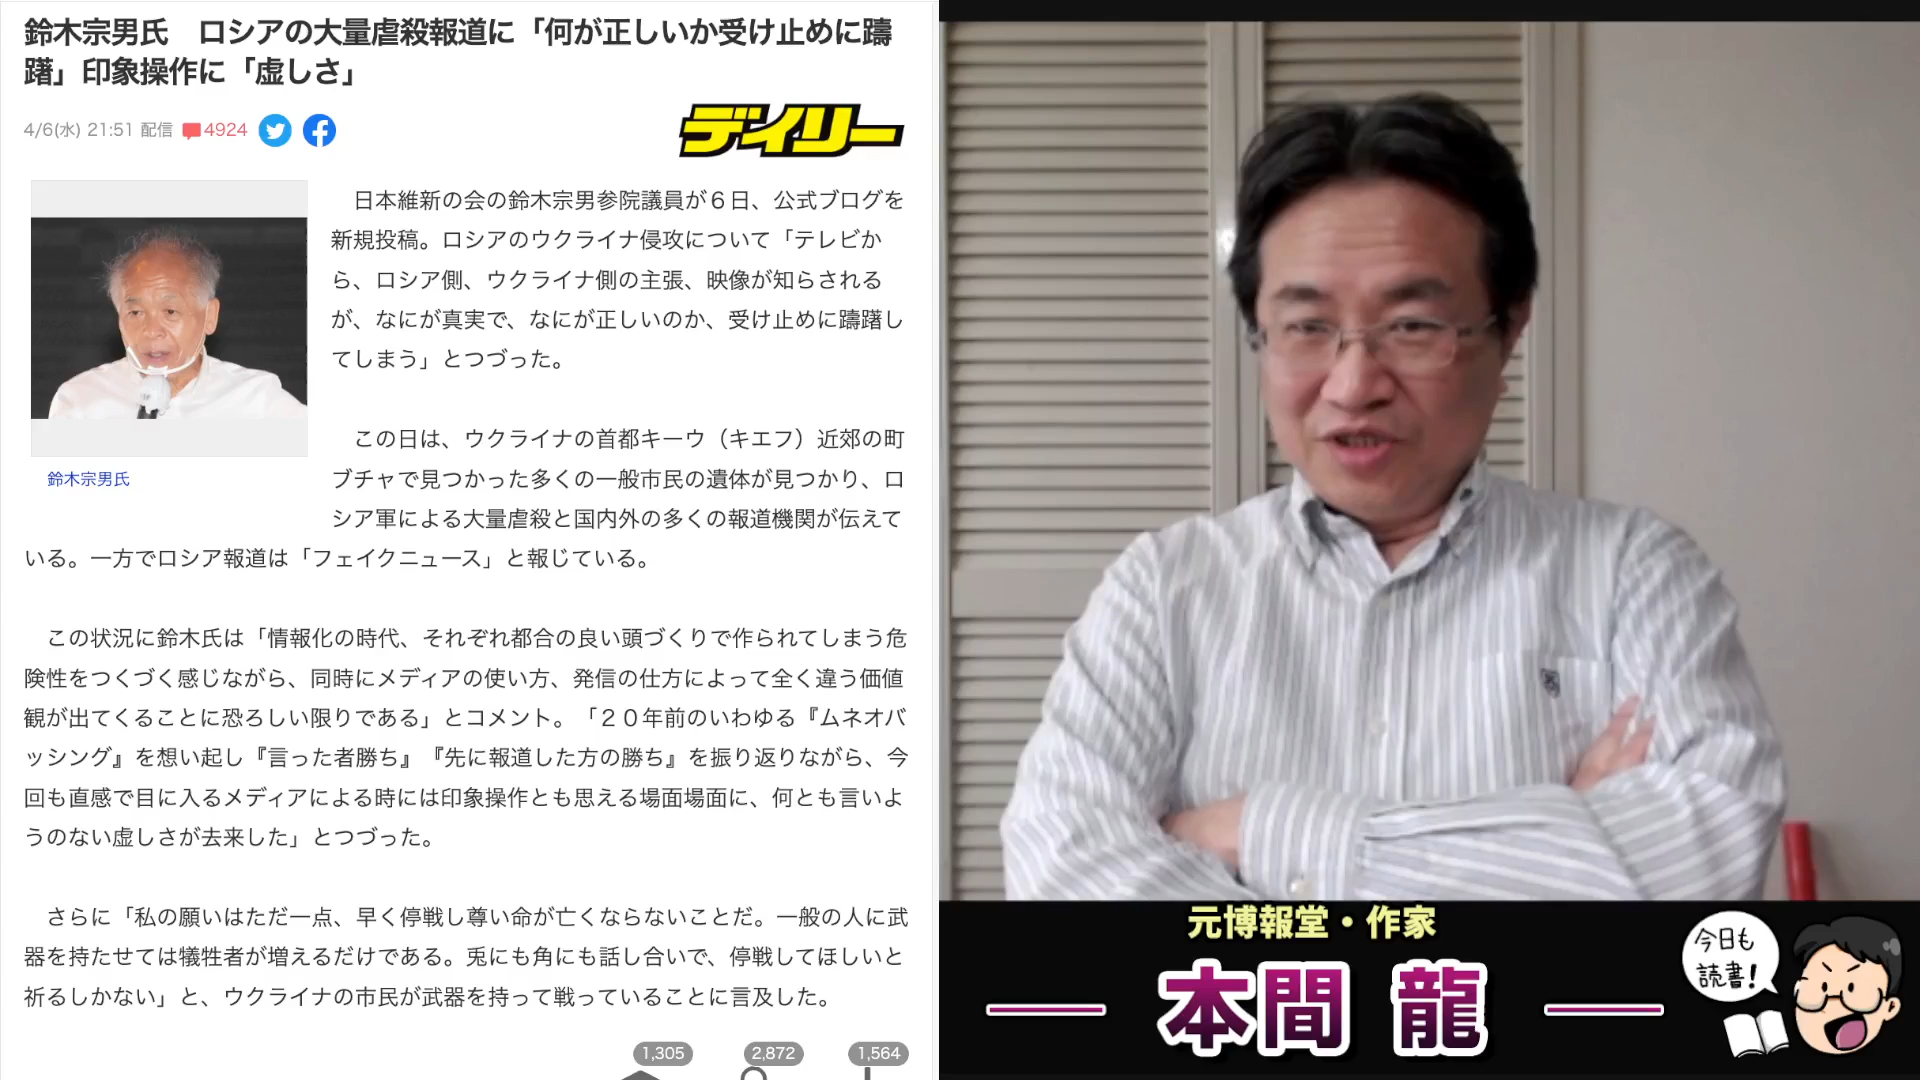 鈴木宗男氏　ロシアの大量虐殺報道に「何が正しいか受け止めに躊
躇」印象操作に「虚しさ」
4/6(水) 21:51 配信 4924
デイリー
日本維新の会の鈴木宗男参院議員が６日、公式ブログを
新規投稿。ロシアのウクライナ侵攻について「テレビか
ら、ロシア側、ウクライナ側の主張、映像が知らされる
が、なにが真実で、なにが正しいのか、受け止めに躊躇し
てしまう」とつづった。
鈴木宗男氏
この日は、ウクライナの首都キーウ（キエフ）近郊の町
ブチャで見つかった多くの一般市民の遺体が見つかり、ロ
シア軍による大量虐殺と国内外の多くの報道機関が伝えて
いる。一方でロシア報道は「フェイクニュース」と報じている。
この状況に鈴木氏は「情報化の時代、それぞれ都合の良い頭づくりで作られてしまう危
険性をつくづく感じながら、同時にメディアの使い方、発信の仕方によって全く違う価値
観が出てくることに恐ろしい限りである」とコメント。「２０年前のいわゆる『ムネオバ
ッシング』を想い起し『言った者勝ち』『先に報道した方の勝ち』を振り返りながら、今
回も直感で目に入るメディアによる時には印象操作とも思える場面場面に、何とも言いよ
うのない虚しさが去来した」とつづった。
さらに「私の願いはただ一点、早く停戦し尊い命が亡くならないことだ。一般の人に武
器を持たせては犠牲者が増えるだけである。兎にも角にも話し合いで、停戦してほしいと
祈るしかない」と、ウクライナの市民が武器を持って戦っていることに言及した。
1,305 2,872 1,564
元博報堂・作家
本間 龍
今日も
読書！